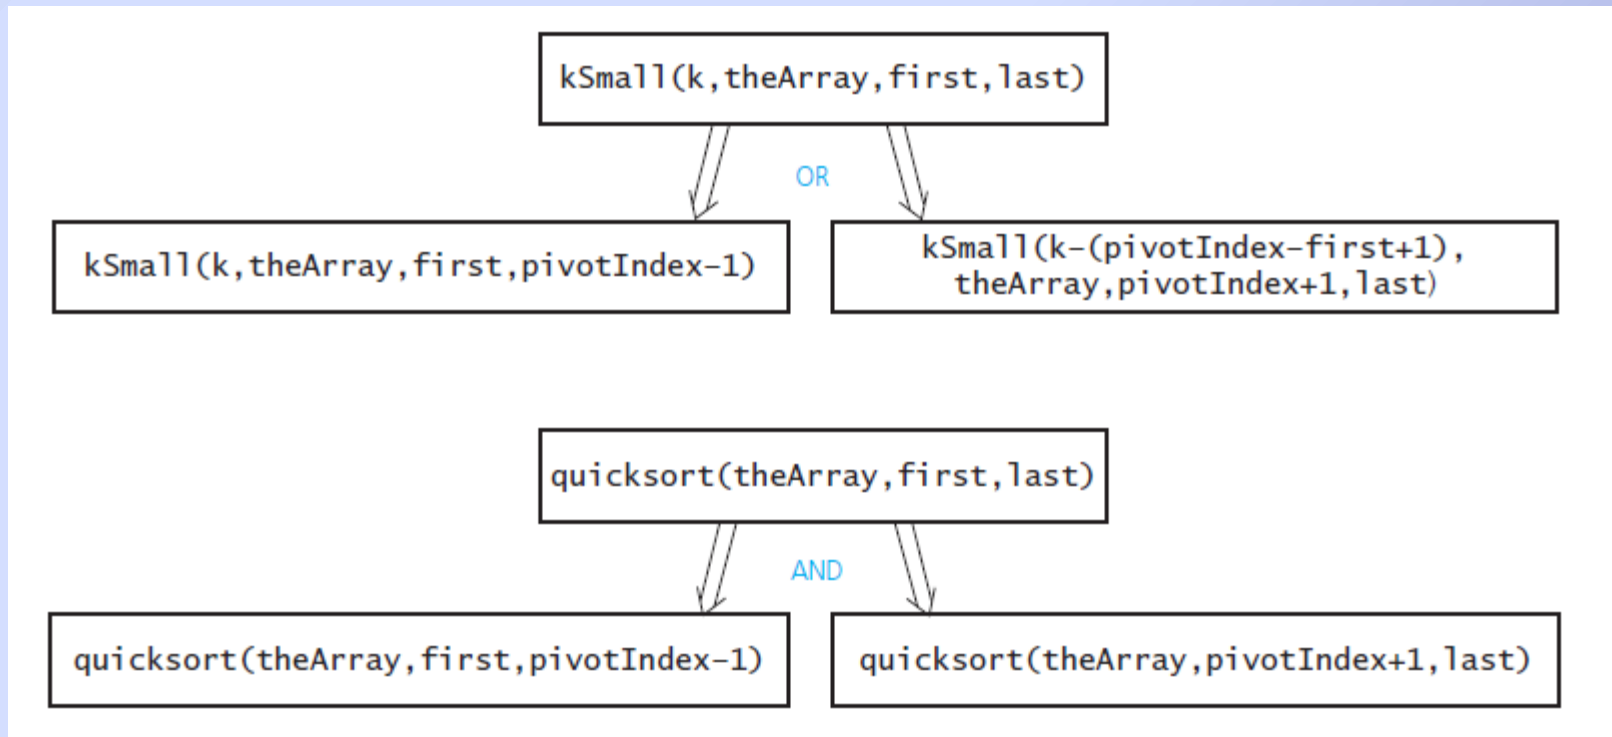 kSmall(k,theArray,first,last)
OR
kSmall(k,theArray,first,pivotIndex–1)
kSmall(k–(pivotIndex–first+1),
theArray,pivotIndex+1,last)
quicksort(theArray,first,last)
AND
quicksort(theArray,first,pivotIndex–1)
quicksort(theArray,pivotIndex+1,last)